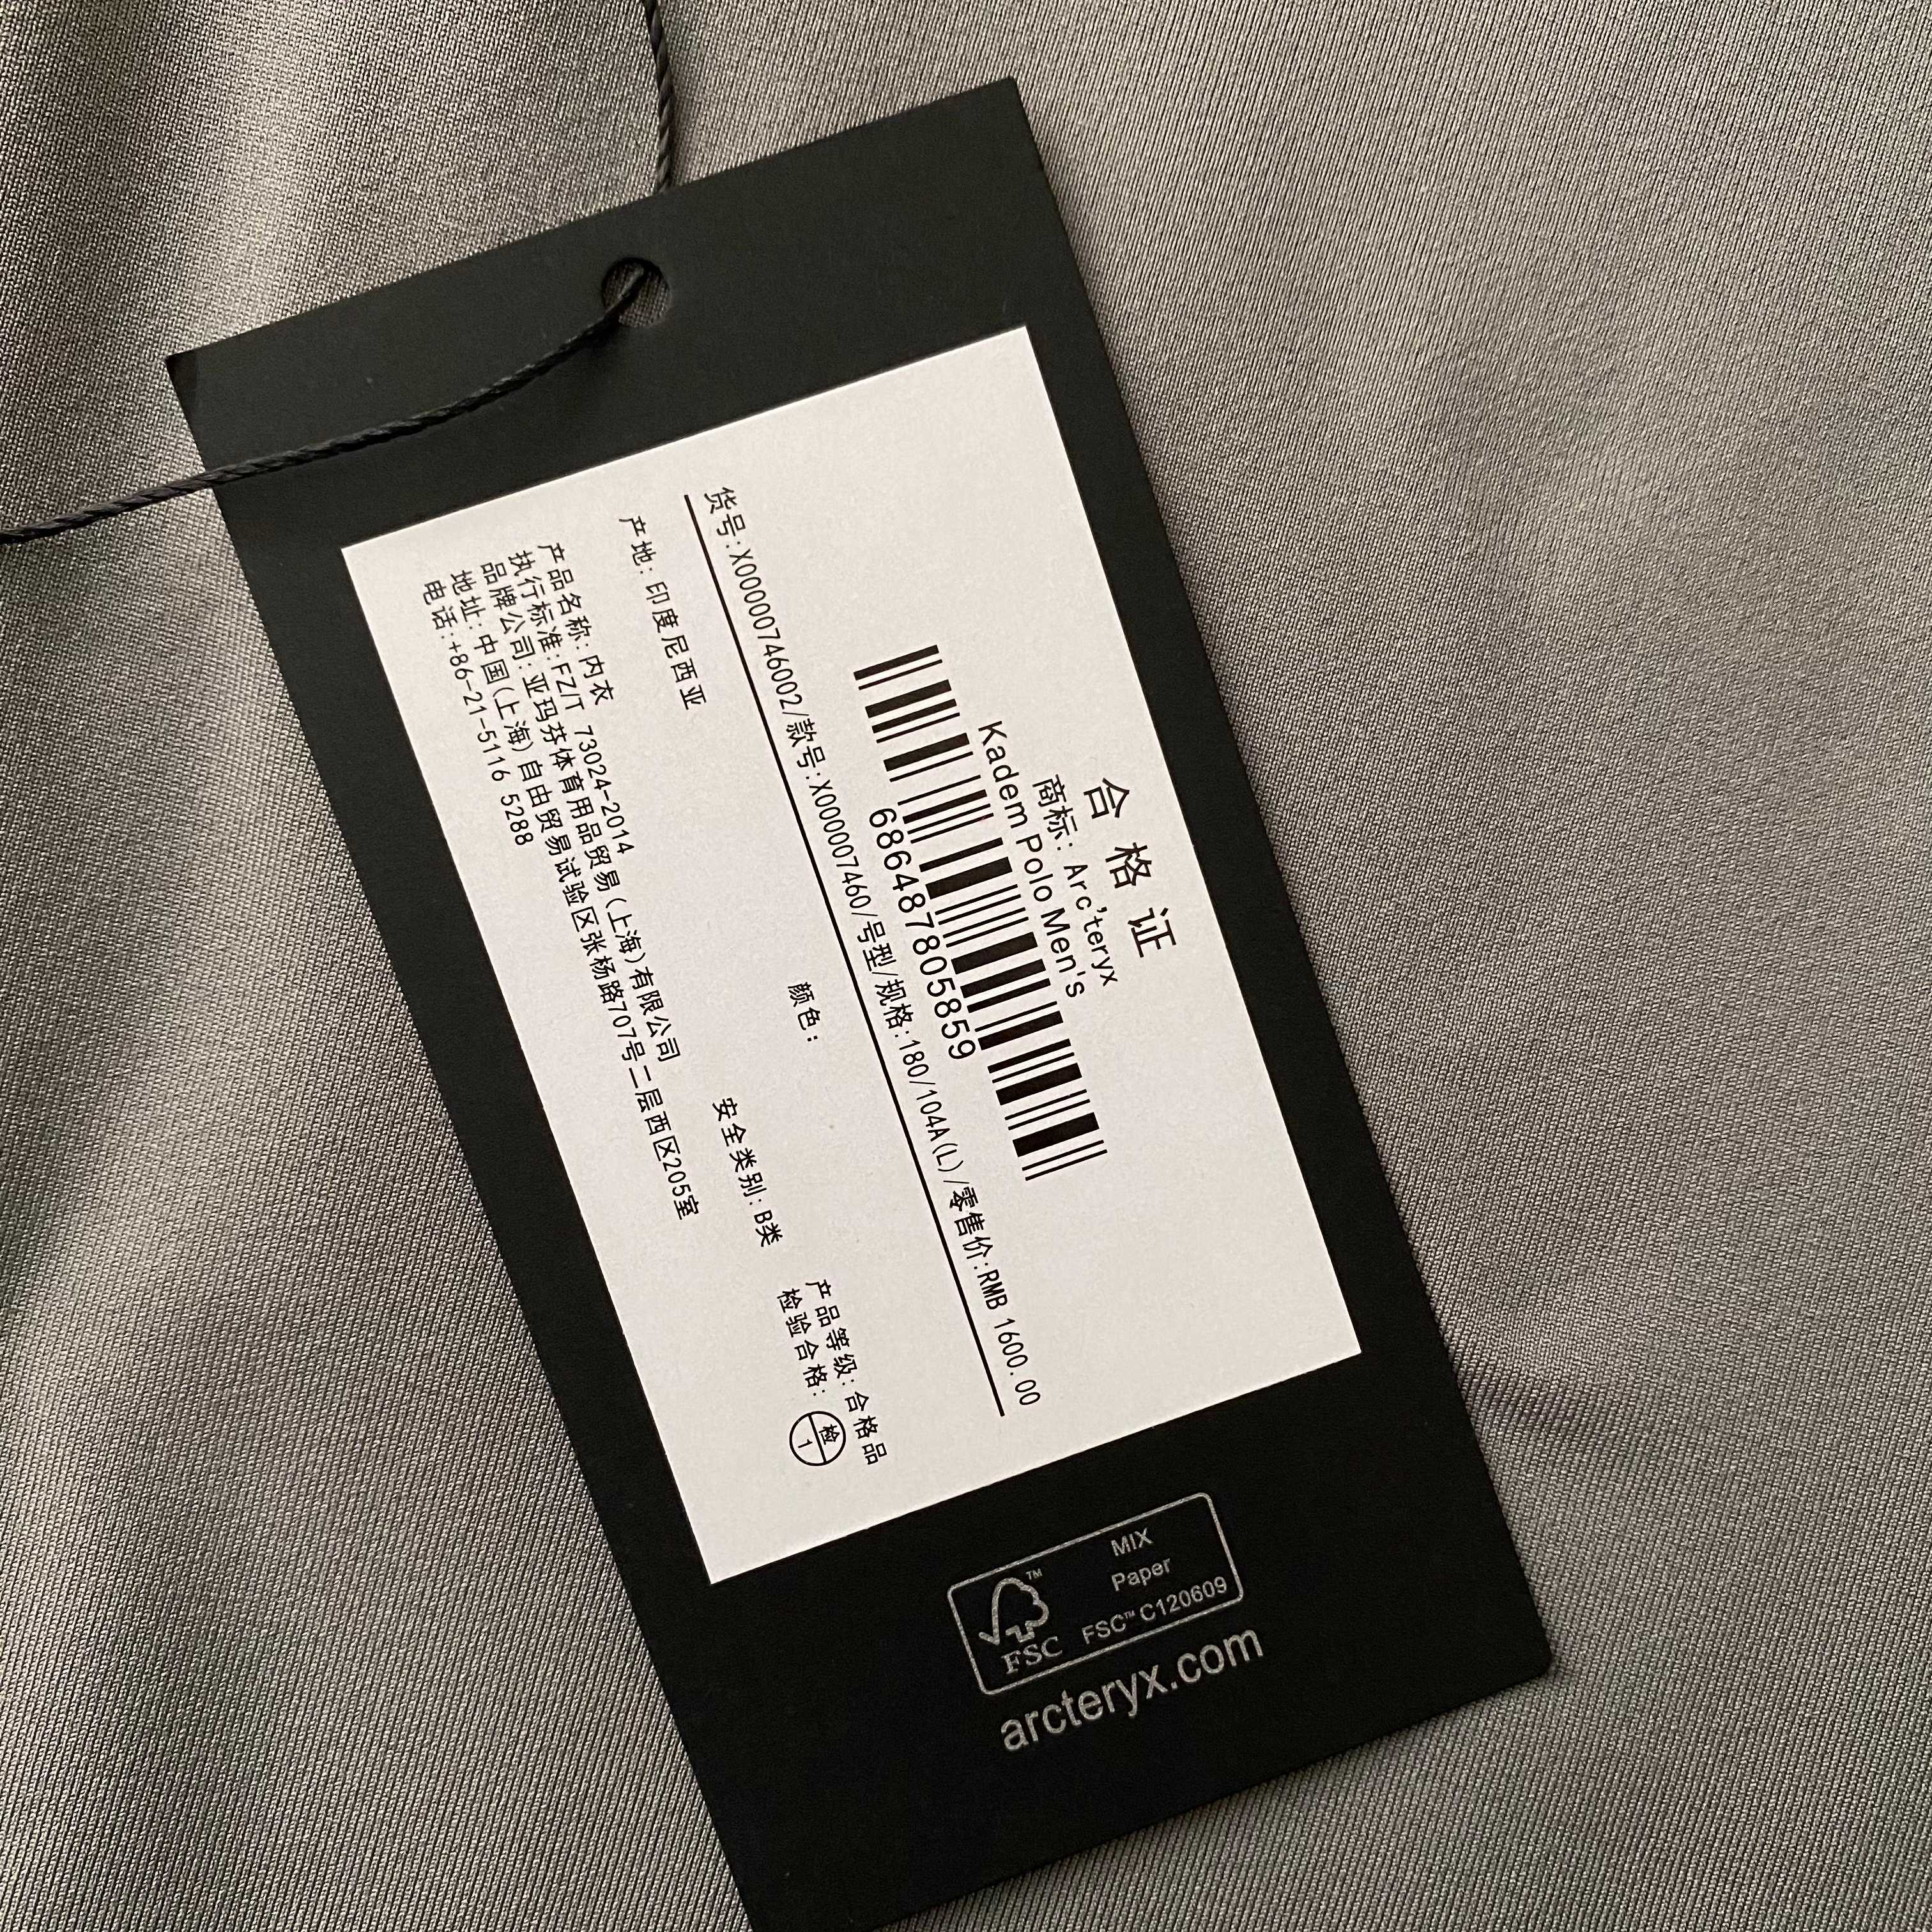 合格证
商标: Arc'teryx
Kadem Polo Men's
686487805859
货号:X00000746002/款号:X000007460/号型/规格:180/104A(L)/零售价:RMB 1600.00
产地: 印度尼西亚
颜色:
安全类别: B类
产品等级: 合格品
检验合格: 检 1
产品名称: 内衣
执行标准: FZ/T 73024-2014
品牌公司: 亚玛芬体育用品贸易(上海)有限公司
地址: 中国(上海)自由贸易试验区张杨路707号二层西区205室
电话:+86-21-5116 5288
MIX
Paper
FSC™ C120609
FSC™
arcteryx.com